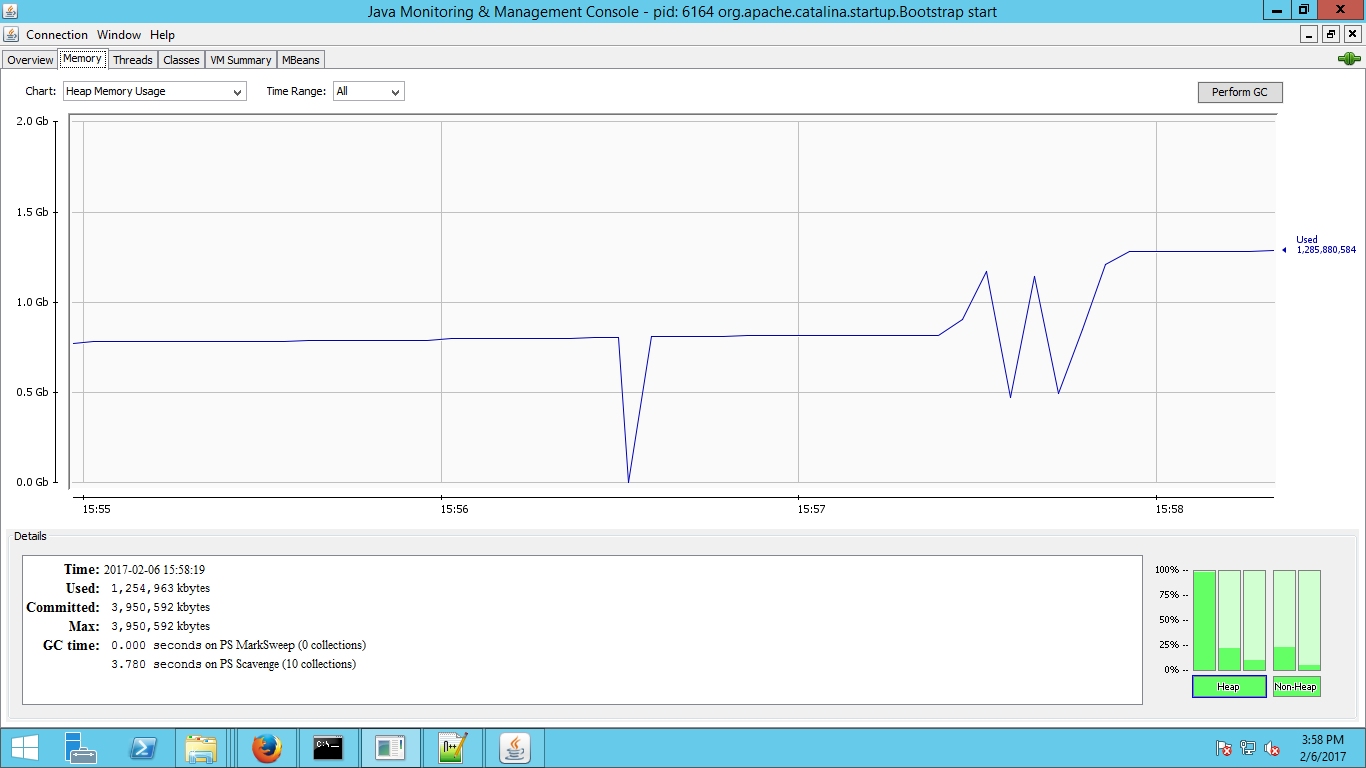 Java Monitoring & Management Console - pid: 6164 org.apache.catalina.startup.Bootstrap start
Connection Window Help
Overview Memory Threads Classes VM Summary MBeans
Chart: Heap Memory Usage Time Range: All Perform GC
2.0 Gb
1.5 Gb
Used
1,285,880,584
1.0 Gb
0.5 Gb
0.0 Gb
15:55 15:56 15:57 15:58
Details
Time: 2017-02-06 15:58:19
Used: 1,254,963 kbytes
Committed: 3,950,592 kbytes
Max: 3,950,592 kbytes
GC time: 0.000 seconds on PS MarkSweep (0 collections)
3.780 seconds on PS Scavenge (10 collections)
100% --
75% --
50% --
25% --
0% --
Heap Non-Heap
C:\_
N++
3:58 PM
2/6/2017